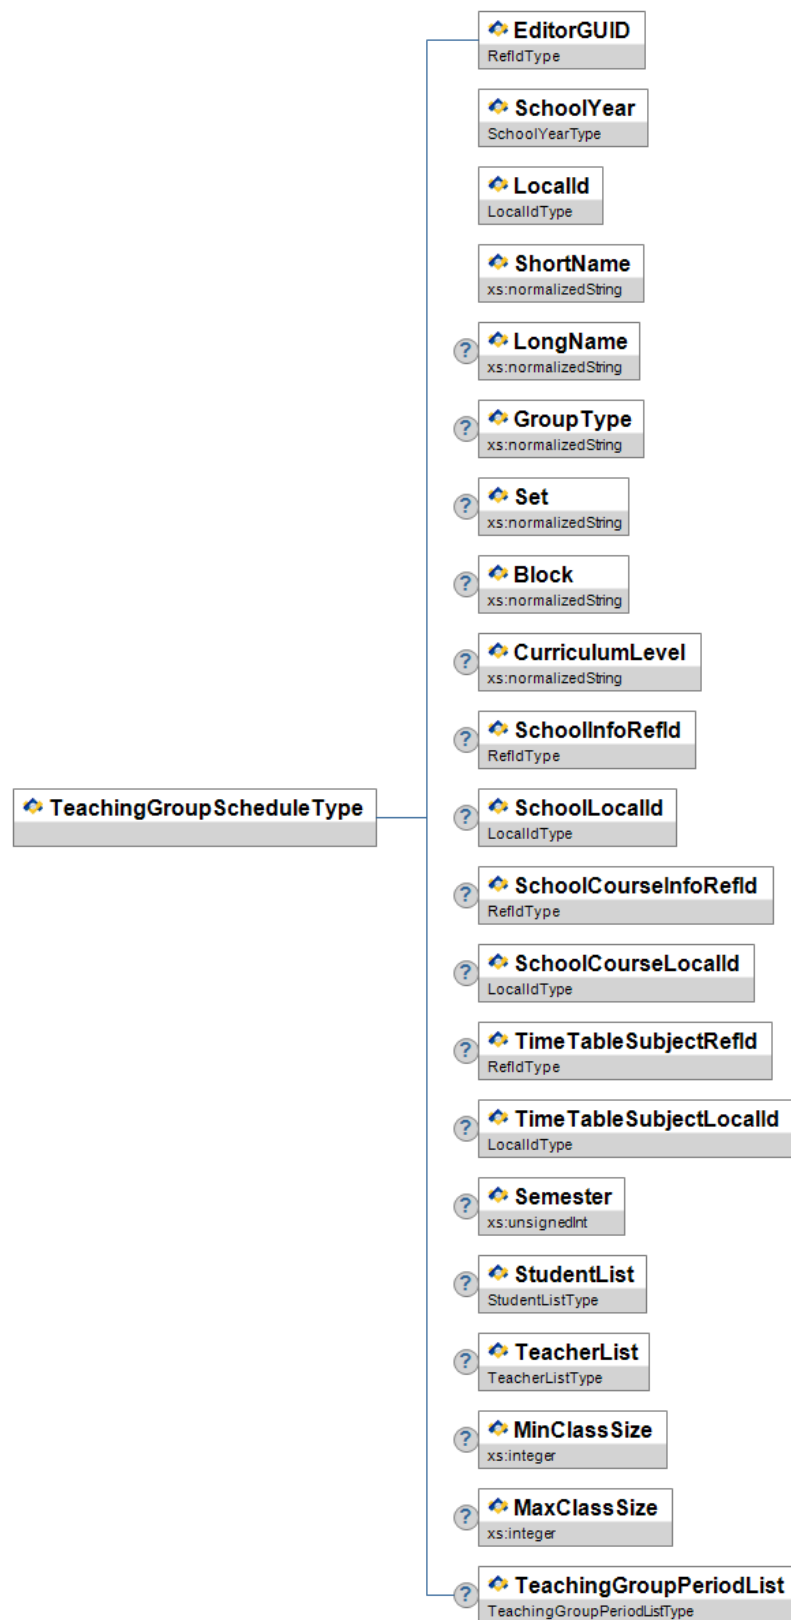 EditorGUID
RefIdType
SchoolYear
SchoolYearType
LocalId
LocalIdType
ShortName
xs:normalizedString
?
LongName
xs:normalizedString
?
GroupType
xs:normalizedString
?
Set
xs:normalizedString
?
Block
xs:normalizedString
?
CurriculumLevel
xs:normalizedString
?
SchoolInfoRefId
RefIdType
TeachingGroupScheduleType
?
SchoolLocalId
LocalIdType
?
SchoolCourseInfoRefId
RefIdType
?
SchoolCourseLocalId
LocalIdType
?
TimeTableSubjectRefId
RefIdType
?
TimeTableSubjectLocalId
LocalIdType
?
Semester
xs:unsignedInt
?
StudentList
StudentListType
?
TeacherList
TeacherListType
?
MinClassSize
xs:integer
?
MaxClassSize
xs:integer
?
TeachingGroupPeriodList
TeachingGroupPeriodListType